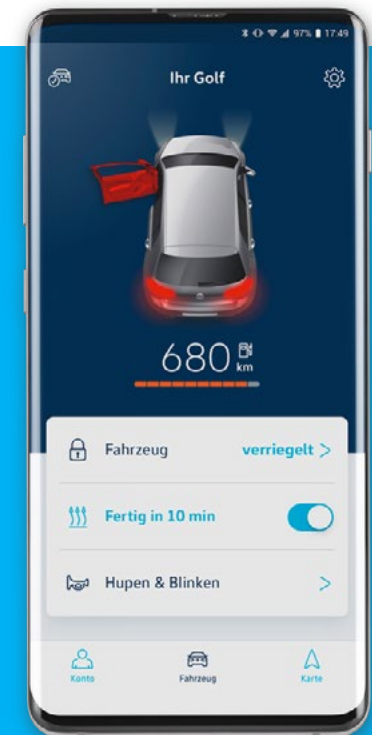 97% 17:49
Ihr Golf
680 km
Fahrzeug verriegelt >
Fertig in 10 min
Hupen & Blinken >
Konto Fahrzeug Karte